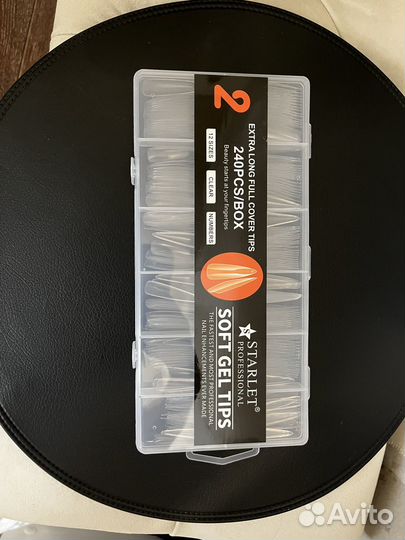 STARLET®
PROFESSIONAL
SOFT GEL TIPS
THE FASTEST AND MOST PROFESSIONAL
NAIL ENHANCEMENTS EVER MADE
2
EXTRA LONG FULL COVER TIPS
240PCS/BOX
Beauty starts at your fingertips
12 SIZES
CLEAR
NUMBERS
Avito